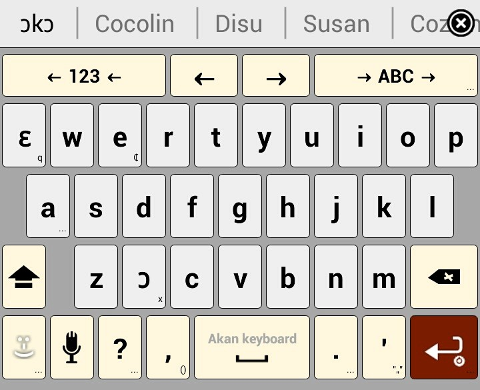 ɔkɔ | Cocolin | Disu | Susan | Coz
← 123 ← ← → → ABC → ...
ɛ q w e ₵ r t y u i o p
a ... s d f g h j k l
z ɔ x c v b n m
... ? ... , () Akan keyboard . ... ' ":"